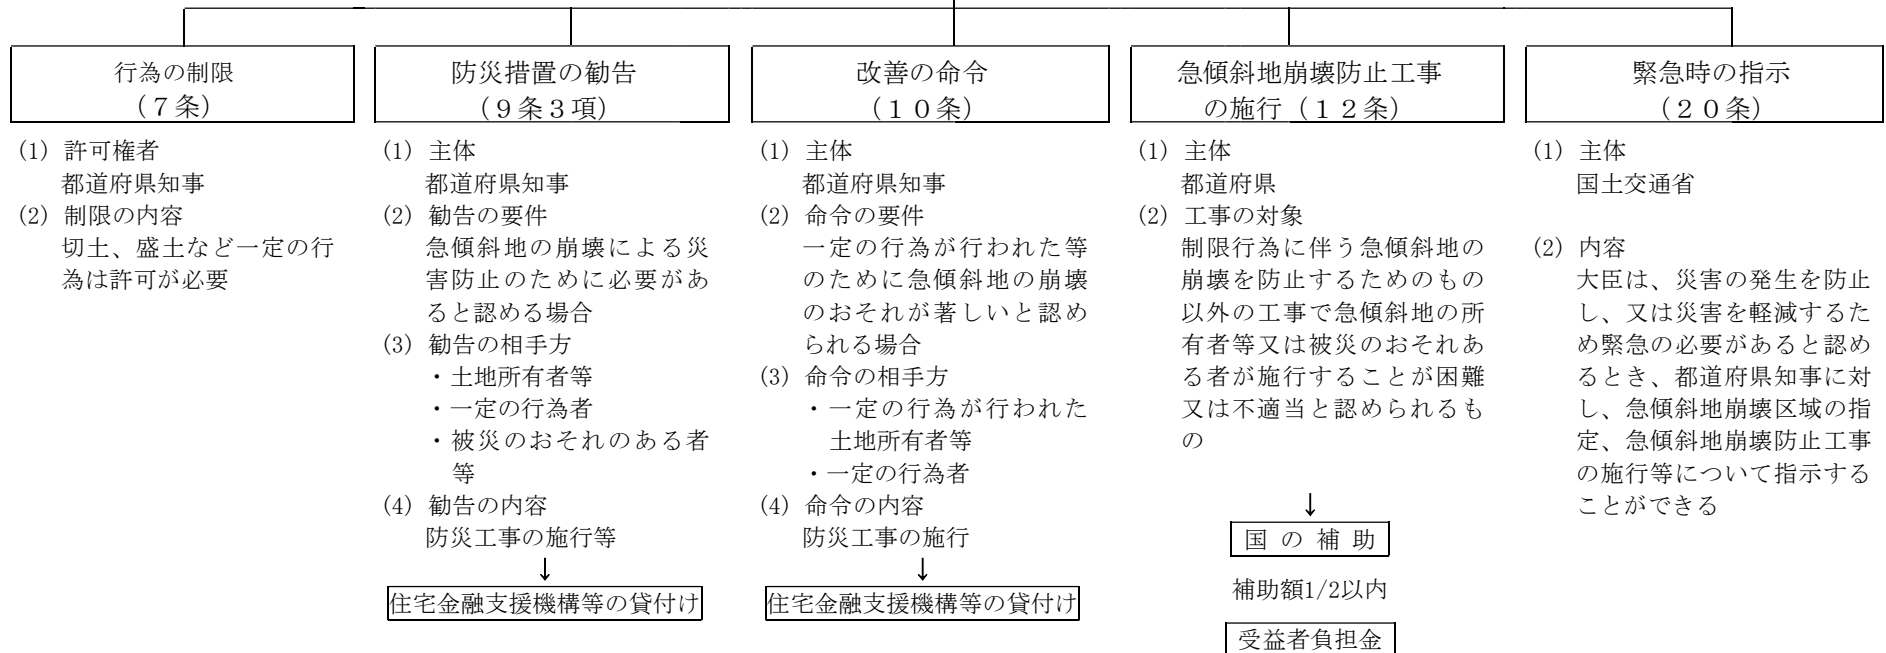 行為の制限
(7条)
(1) 許可権者
都道府県知事
(2) 制限の内容
切土、盛土など一定の行
為は許可が必要
防災措置の勧告
(9条3項)
(1) 主体
都道府県知事
(2) 勧告の要件
急傾斜地の崩壊による災
害防止のために必要があ
ると認める場合
(3) 勧告の相手方
・土地所有者等
・一定の行為者
・被災のおそれのある者
等
(4) 勧告の内容
防災工事の施行等
↓
住宅金融支援機構等の貸付け
改善の命令
(10条)
(1) 主体
都道府県知事
(2) 命令の要件
一定の行為が行われた等
のために急傾斜地の崩壊
のおそれが著しいと認め
られる場合
(3) 命令の相手方
・一定の行為が行われた
土地所有者等
・一定の行為者
(4) 命令の内容
防災工事の施行
↓
住宅金融支援機構等の貸付け
急傾斜地崩壊防止工事
の施行(12条)
(1) 主体
都道府県
(2) 工事の対象
制限行為に伴う急傾斜地の
崩壊を防止するためのもの
以外の工事で急傾斜地の所
有者等又は被災のおそれあ
る者が施行することが困難
又は不適当と認められるも
の
↓
国の補助
補助額1/2以内
受益者負担金
緊急時の指示
(20条)
(1) 主体
国土交通省
(2) 内容
大臣は、災害の発生を防止
し、又は災害を軽減するた
め緊急の必要があると認め
るとき、都道府県知事に対
し、急傾斜地崩壊区域の指
定、急傾斜地崩壊防止工事
の施行等について指示する
ことができる